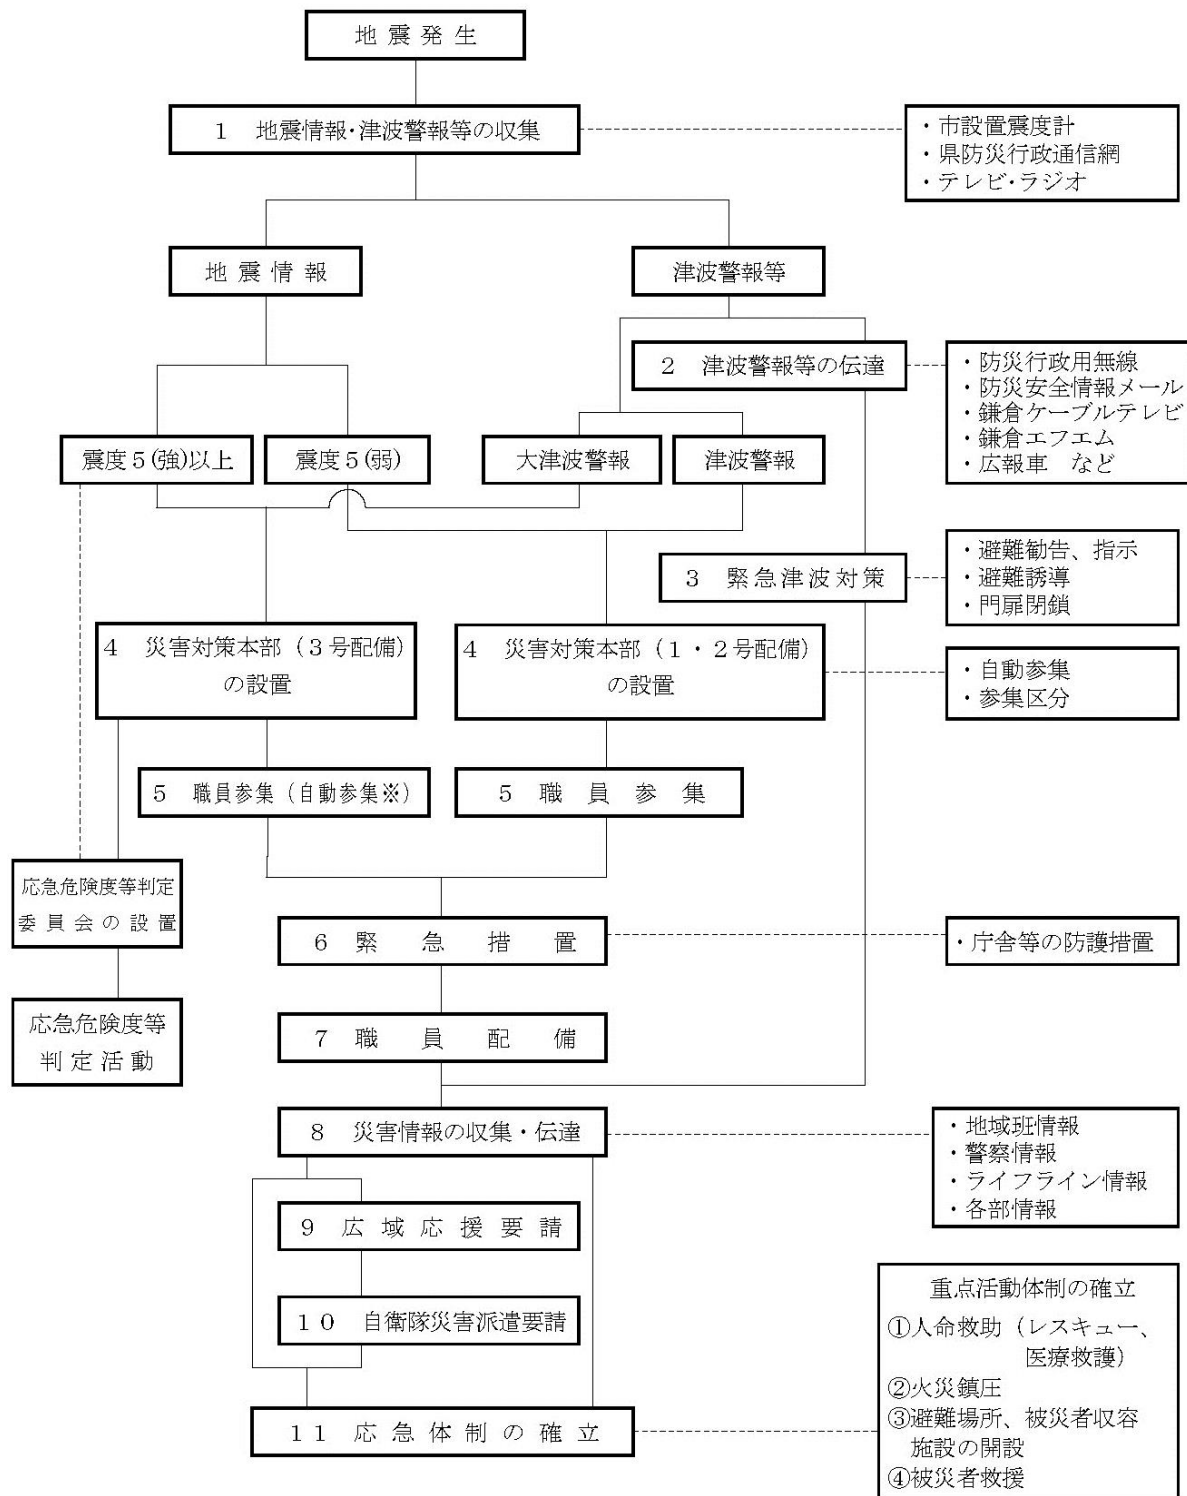 地震発生
１　地震情報・津波警報等の収集
・市設置震度計
・県防災行政通信網
・テレビ・ラジオ
地震情報
津波警報等
２　津波警報等の伝達
・防災行政用無線
・防災安全情報メール
・鎌倉ケーブルテレビ
・鎌倉エフエム
・広報車　など
震度５(強)以上
震度５(弱)
大津波警報
津波警報
３　緊急津波対策
・避難勧告、指示
・避難誘導
・門扉閉鎖
４　災害対策本部（３号配備）
の設置
４　災害対策本部（１・２号配備）
の設置
・自動参集
・参集区分
５　職員参集（自動参集※）
５　職員参集
応急危険度等判定
委員会の設置
６　緊急措置
・庁舎等の防護措置
応急危険度等
判定活動
７　職員配備
８　災害情報の収集・伝達
・地域班情報
・警察情報
・ライフライン情報
・各部情報
９　広域応援要請
１０　自衛隊災害派遣要請
１１　応急体制の確立
重点活動体制の確立
①人命救助（レスキュー、
医療救護）
②火災鎮圧
③避難場所、被災者収容
施設の開設
④被災者救援